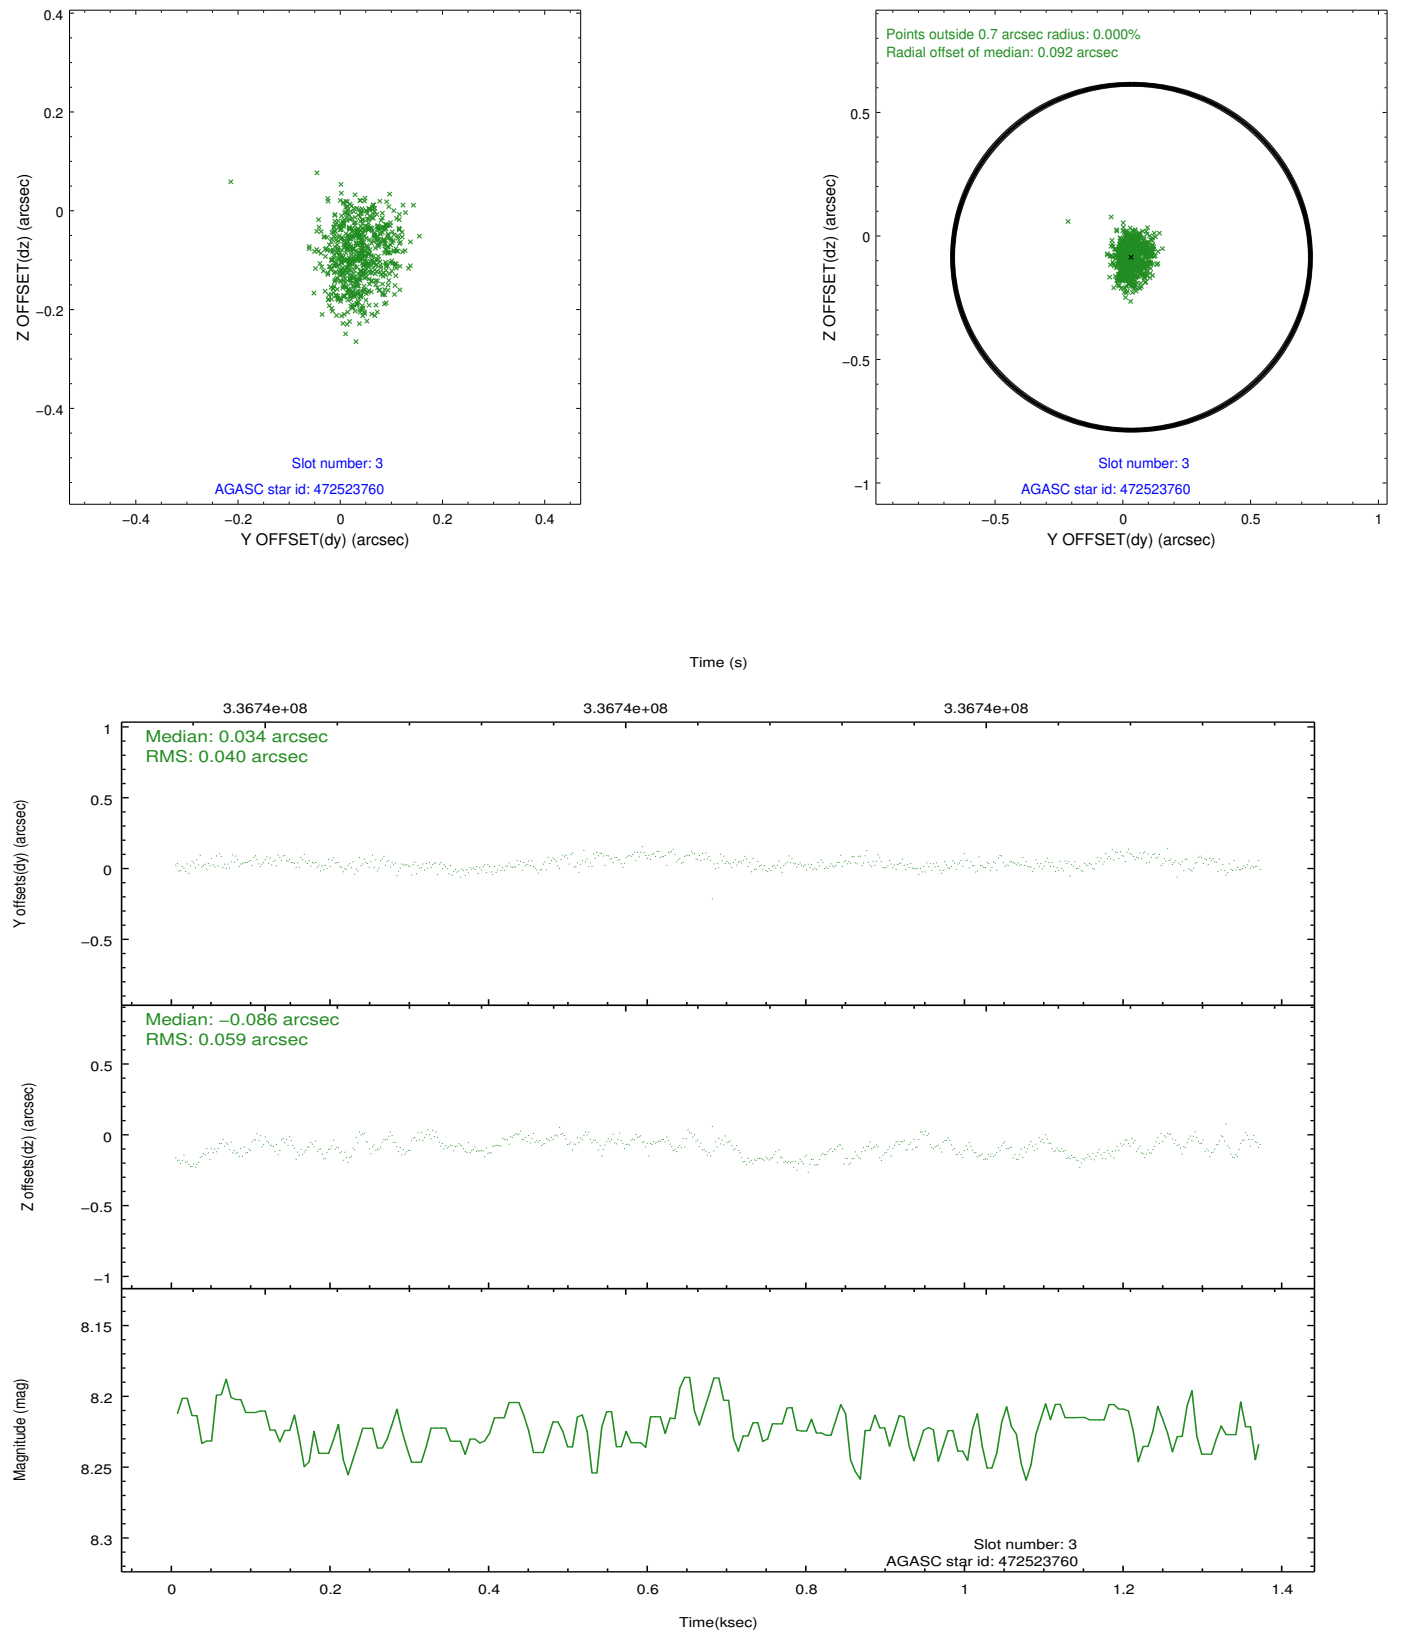 0.4
0.2
0
−0.2
−0.4
Z OFFSET(dz) (arcsec)
Slot number: 3
AGASC star id: 472523760
−0.4
−0.2
0
0.2
0.4
Y OFFSET(dy) (arcsec)
Points outside 0.7 arcsec radius: 0.000%
Radial offset of median: 0.092 arcsec
0.5
0
−0.5
−1
Z OFFSET(dz) (arcsec)
Slot number: 3
AGASC star id: 472523760
−0.5
0
0.5
1
Y OFFSET(dy) (arcsec)
Time (s)
3.3674e+08
3.3674e+08
3.3674e+08
Median: 0.034 arcsec
RMS: 0.040 arcsec
1
0.5
0
−0.5
Y offsets(dy) (arcsec)
Median: −0.086 arcsec
RMS: 0.059 arcsec
0.5
0
−0.5
−1
Z offsets(dz) (arcsec)
8.15
8.2
8.25
8.3
Magnitude (mag)
Slot number: 3
AGASC star id: 472523760
0
0.2
0.4
0.6
0.8
1
1.2
1.4
Time(ksec)